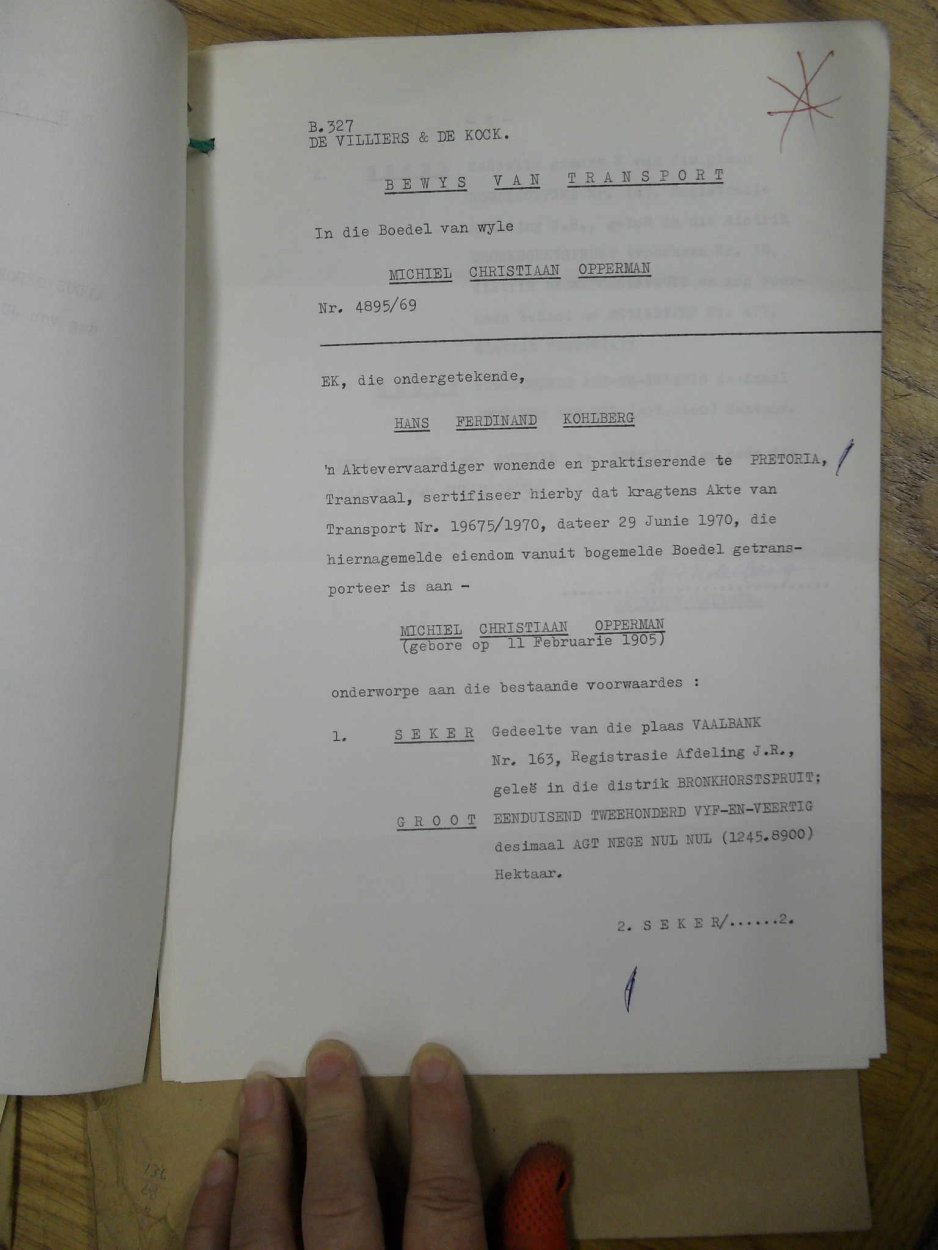 B.327
DE VILLIERS & DE KOCK.
B E W Y S   V A N   T R A N S P O R T
In die Boedel van wyle
MICHIEL CHRISTIAAN OPPERMAN
Nr. 4895/69
EK, die ondergetekende,
HANS FERDINAND KOHLBERG
'n Aktevervaardiger wonende en praktiserende te PRETORIA,
Transvaal, sertifiseer hierby dat kragtens Akte van
Transport Nr. 19675/1970, dateer 29 Junie 1970, die
hiernagemelde eiendom vanuit bogemelde Boedel getrans-
porteer is aan -
MICHIEL CHRISTIAAN OPPERMAN
(gebore op 11 Februarie 1905)
onderworpe aan die bestaande voorwaardes :
1. S E K E R Gedeelte van die plaas VAALBANK
Nr. 163, Registrasie Afdeling J.R.,
geleë in die distrik BRONKHORSTSPRUIT;
G R O O T EENDUISEND TWEEHONDERD VYF-EN-VEERTIG
desimaal AGT NEGE NUL NUL (1245.8900)
Hektaar.
2. S E K E R/......2.